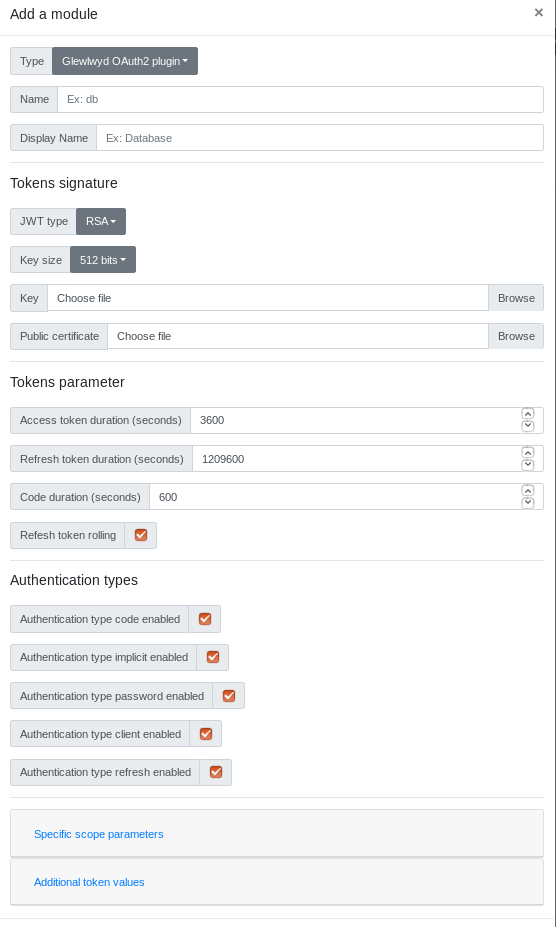 Add a module ×
Type Glewlwyd OAuth2 plugin
Name Ex: db
Display Name Ex: Database
Tokens signature
JWT type RSA
Key size 512 bits
Key Choose file Browse
Public certificate Choose file Browse
Tokens parameter
Access token duration (seconds) 3600
Refresh token duration (seconds) 1209600
Code duration (seconds) 600
Refesh token rolling
Authentication types
Authentication type code enabled
Authentication type implicit enabled
Authentication type password enabled
Authentication type client enabled
Authentication type refresh enabled
Specific scope parameters
Additional token values